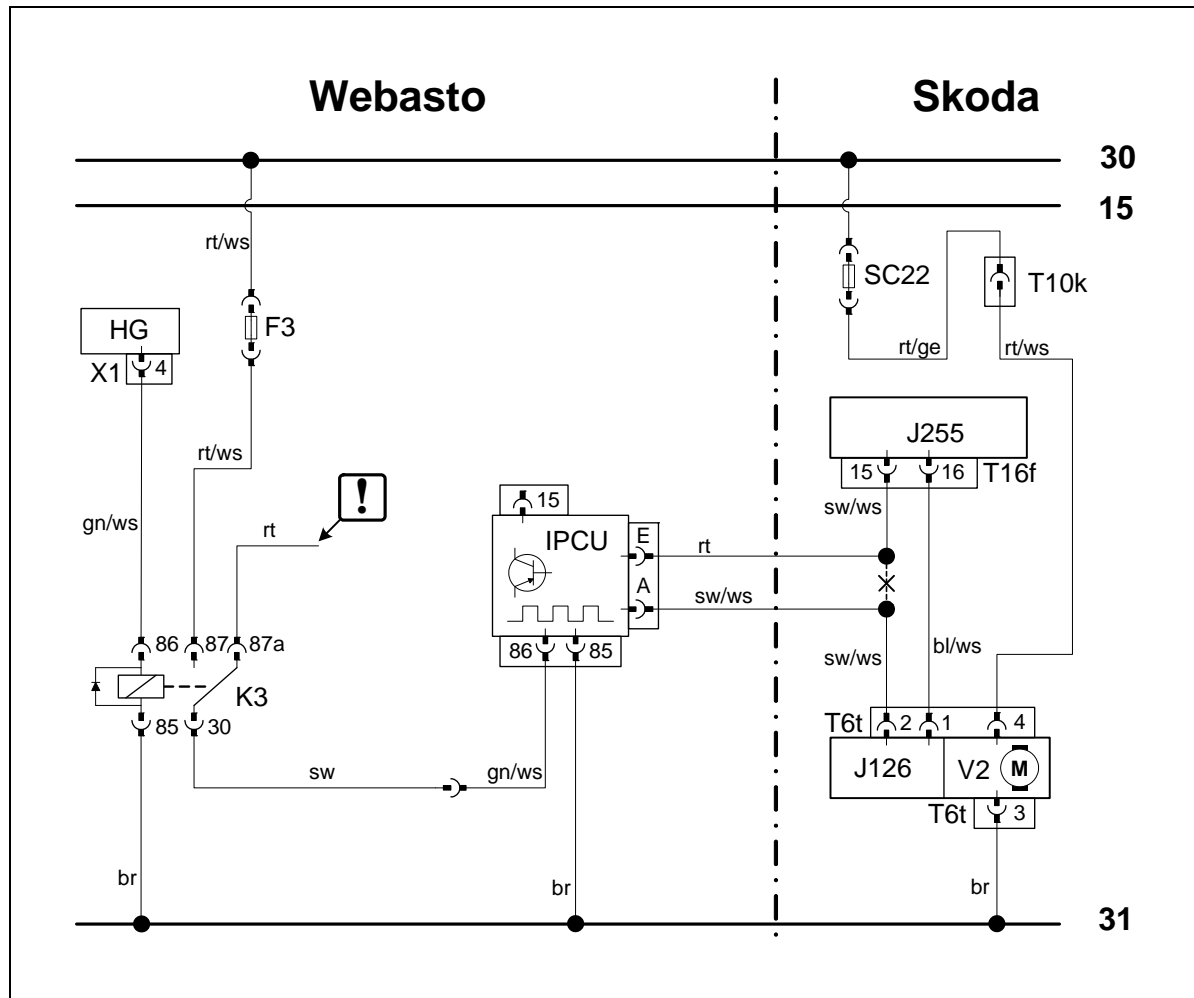 Webasto
Skoda
30
15
rt/ws
SC22
T10k
HG
F3
X1
4
rt/ge
rt/ws
J255
rt/ws
15
16
T16f
!
15
sw/ws
gn/ws
rt
IPCU
E
rt
A
sw/ws
86
87
87a
86
85
sw/ws
bl/ws
K3
85
30
T6t
2
1
4
sw
gn/ws
J126
V2
M
T6t
3
br
br
br
31